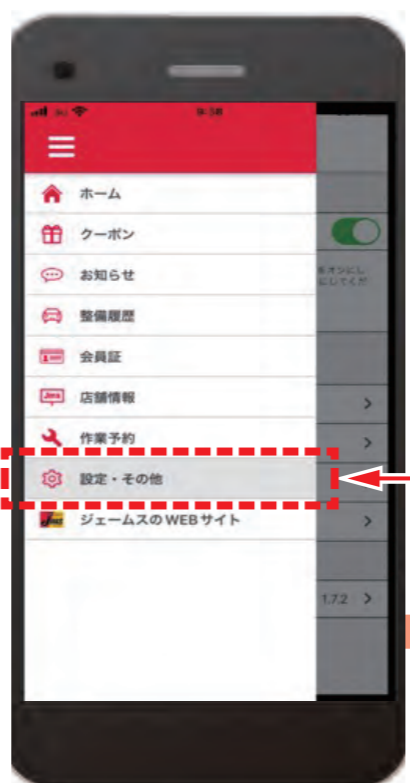 9:38
ホーム
クーポン
お知らせ
整備履歴
会員証
店舗情報
作業予約
設定・その他
ジェームスのWEBサイト
1.7.2